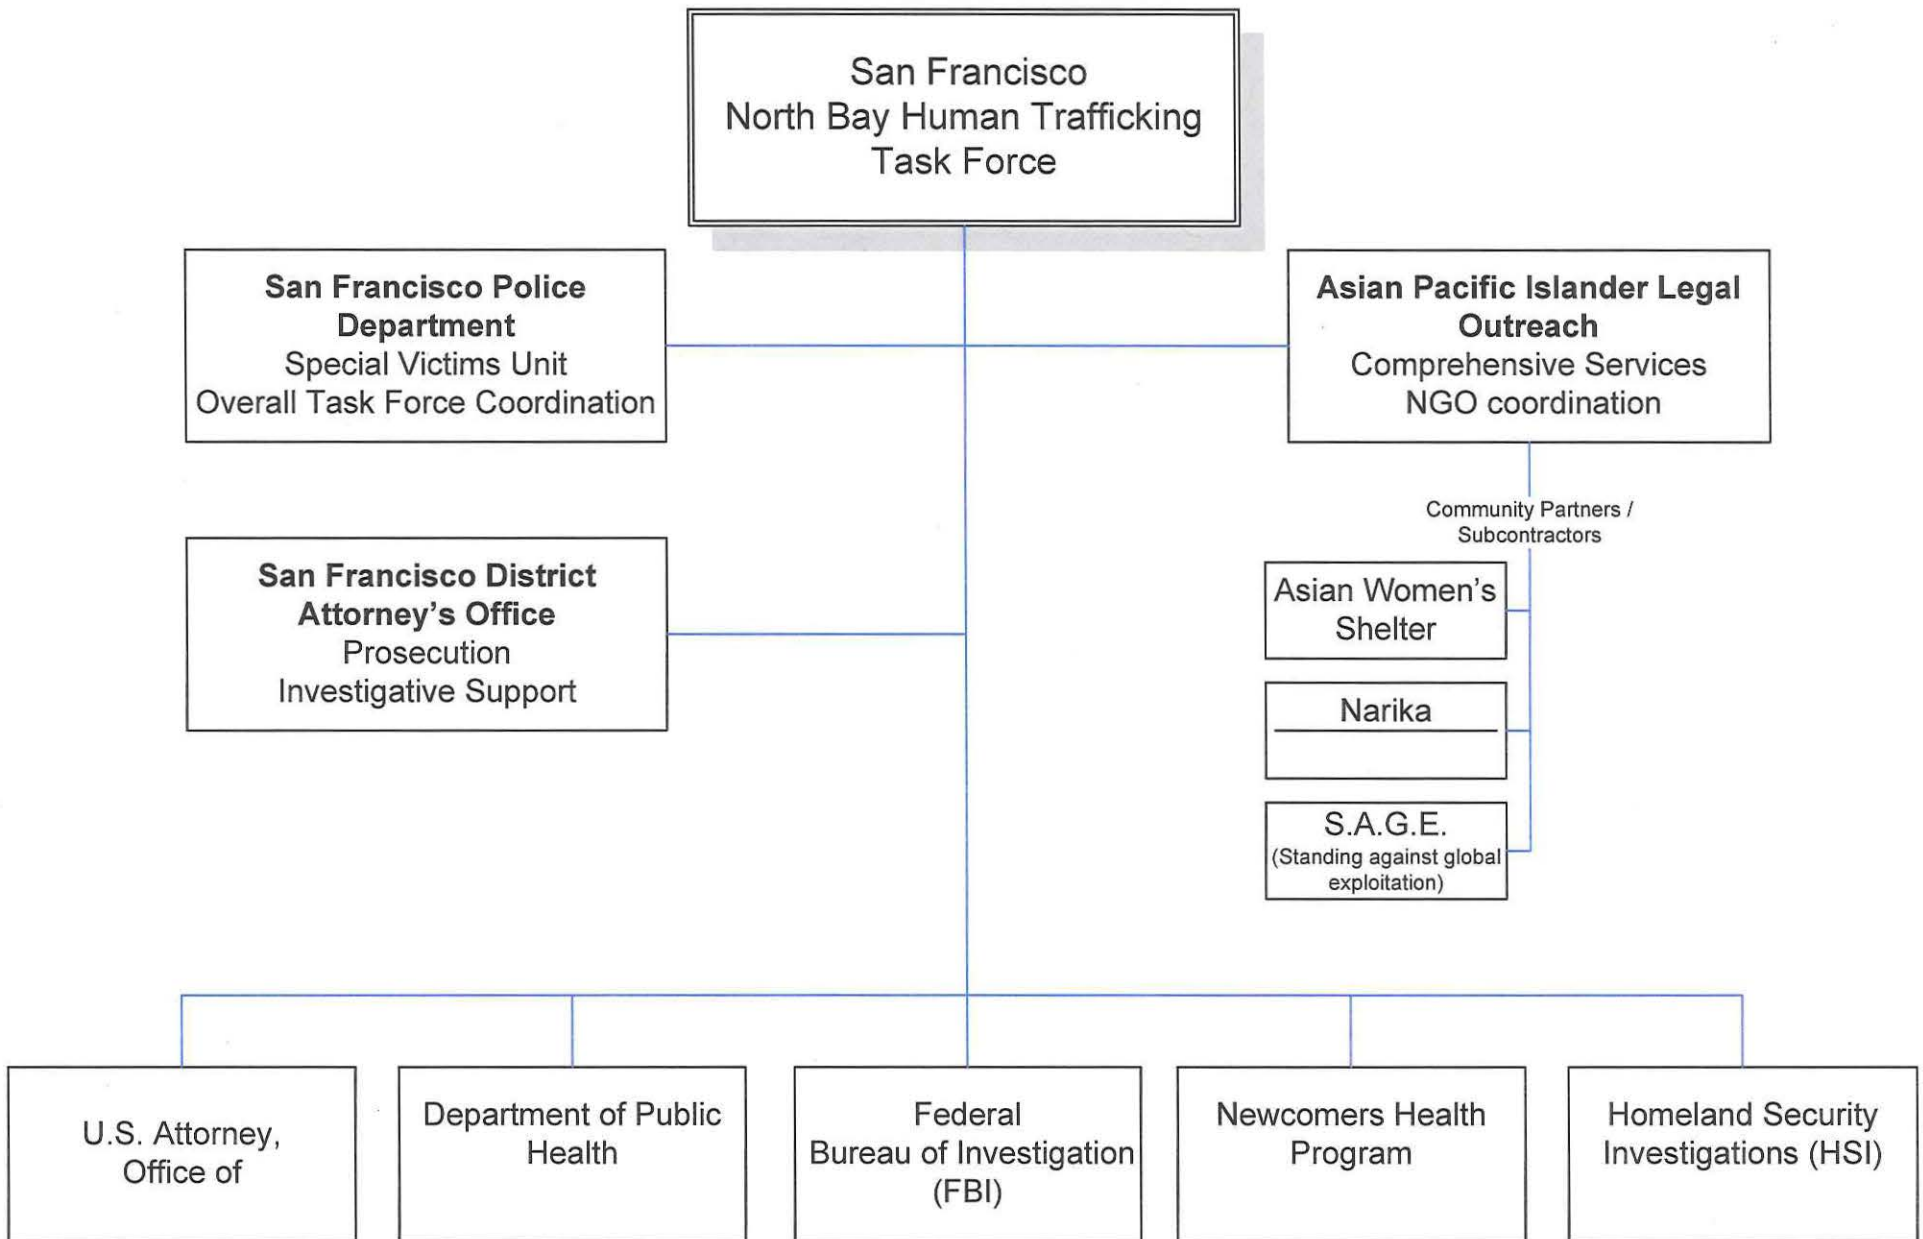 San Francisco
North Bay Human Trafficking
Task Force
San Francisco Police
Department
Special Victims Unit
Overall Task Force Coordination
Asian Pacific Islander Legal
Outreach
Comprehensive Services
NGO coordination
Community Partners /
Subcontractors
San Francisco District
Attorney’s Office
Prosecution
Investigative Support
Asian Women’s
Shelter
Narika
S.A.G.E.
(Standing against global
exploitation)
U.S. Attorney,
Office of
Department of Public
Health
Federal
Bureau of Investigation
(FBI)
Newcomers Health
Program
Homeland Security
Investigations (HSI)